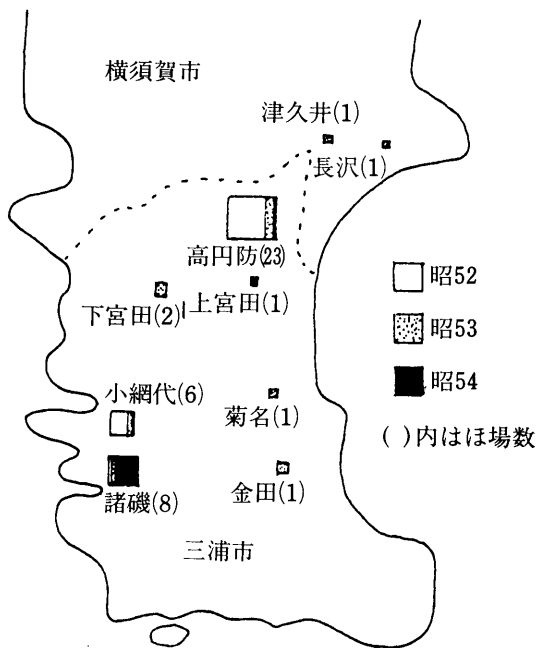 横須賀市
津久井(1)
長沢(1)
高円防(23)
上宮田(1)
下宮田(2)
小網代(6)
菊名(1)
諸磯(8)
金田(1)
三浦市
昭52
昭53
昭54
( )内はほ場数